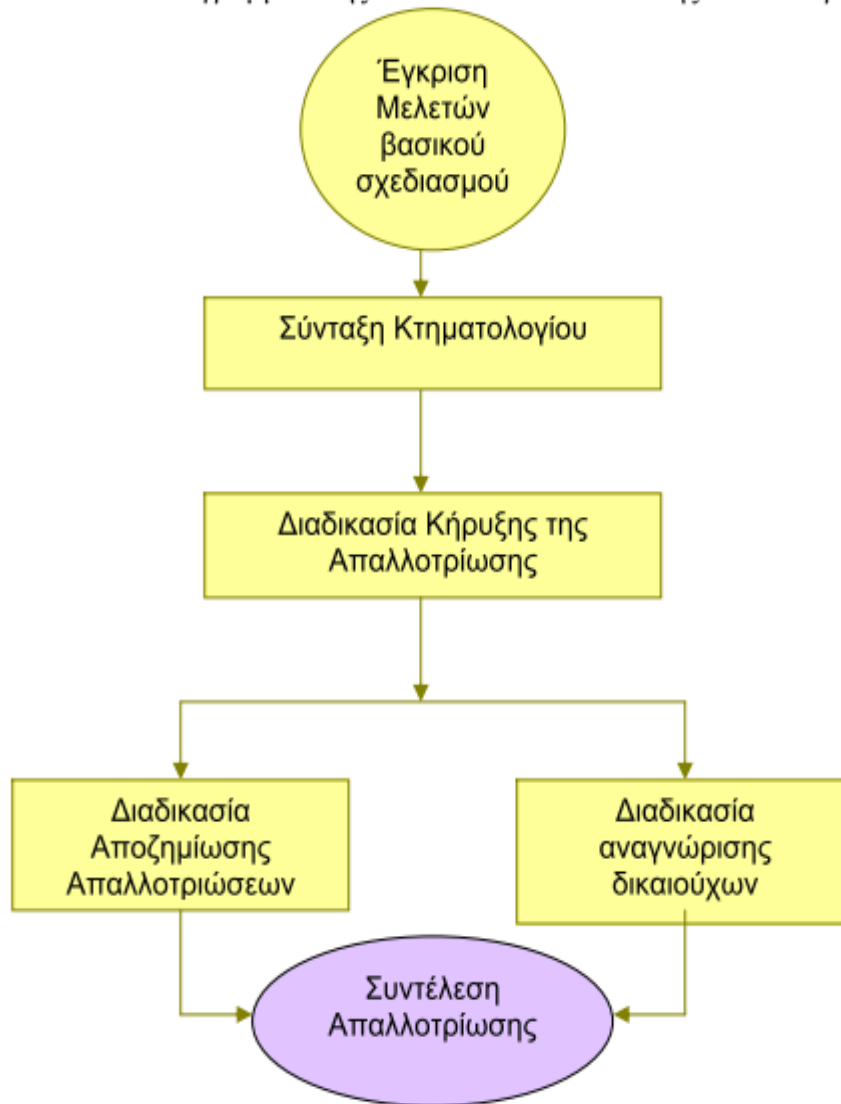 Έγκριση
Μελετών
βασικού
σχεδιασμού
Σύνταξη Κτηματολογίου
Διαδικασία Κήρυξης της
Απαλλοτρίωσης
Διαδικασία
Αποζημίωσης
Απαλλοτριώσεων
Διαδικασία
αναγνώρισης
δικαιούχων
Συντέλεση
Απαλλοτρίωσης